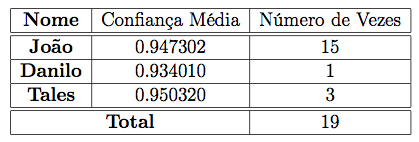 Nome Confiança Média Número de Vezes
João 0.947302 15
Danilo 0.934010 1
Tales 0.950320 3
Total 19